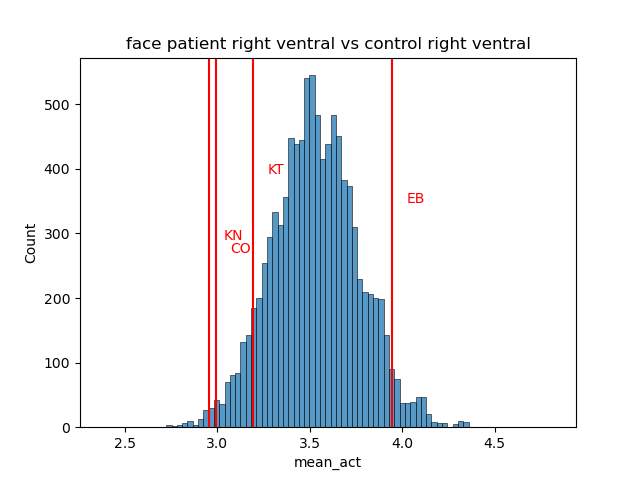 face patient right ventral vs control right ventral
500
400
300
200
100
0
Count
KT
EB
KN
CO
2.5 3.0 3.5 4.0 4.5
mean_act